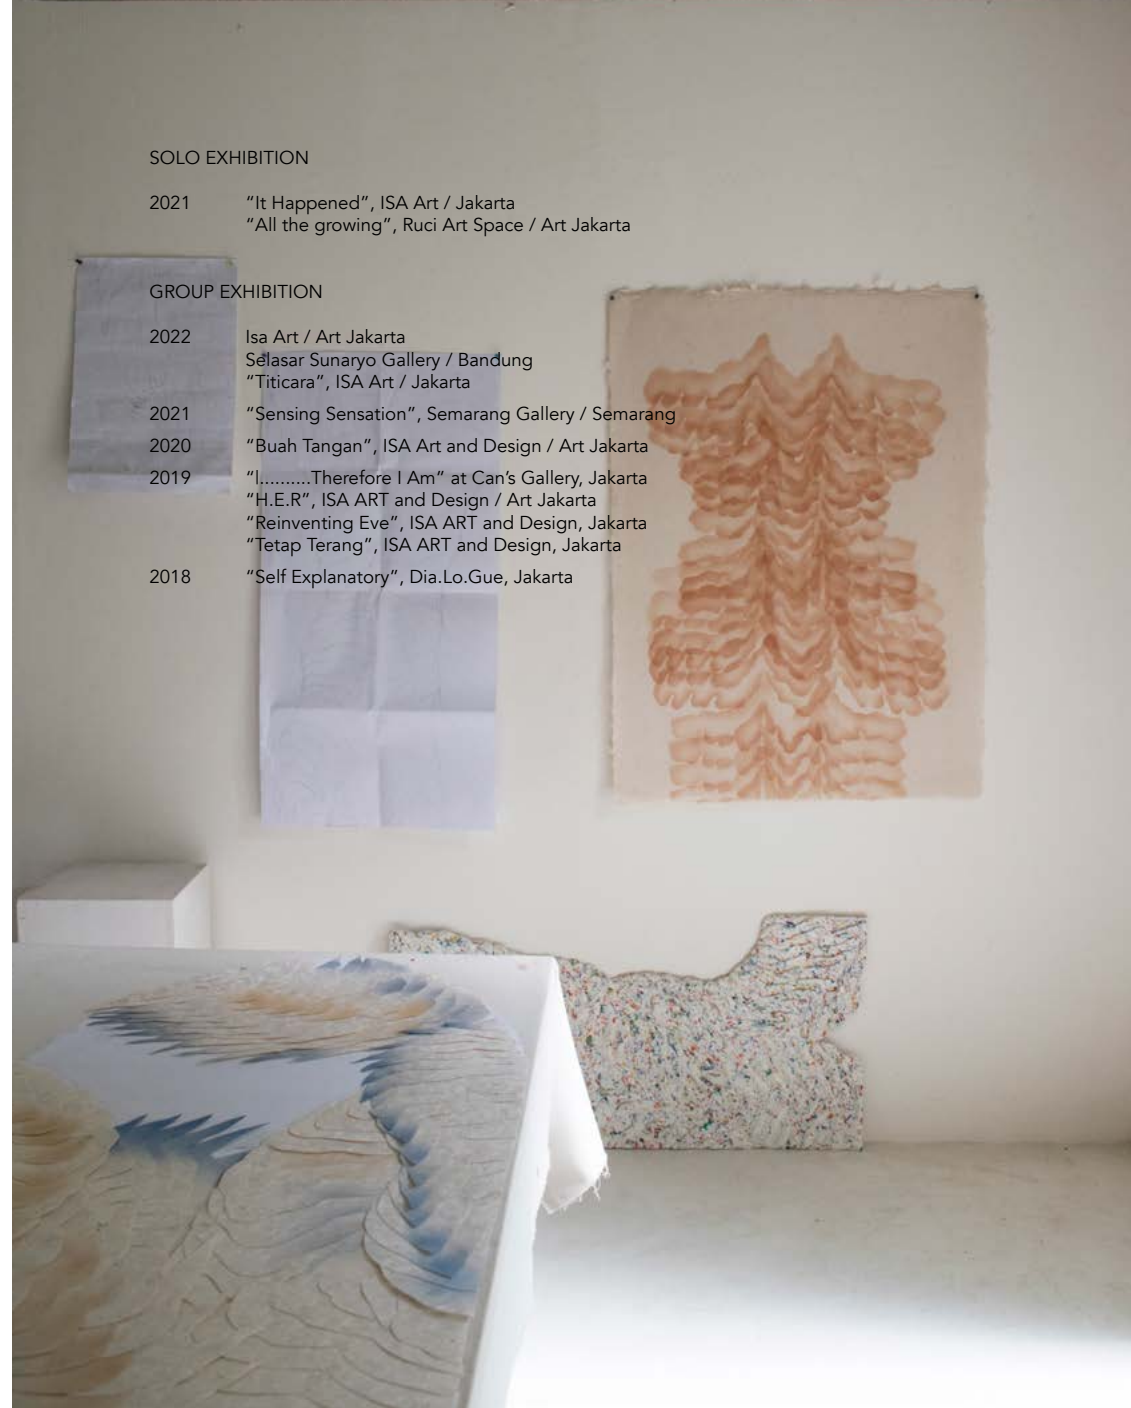 SOLO EXHIBITION
2021 “It Happened”, ISA Art / Jakarta
“All the growing”, Ruci Art Space / Art Jakarta
GROUP EXHIBITION
2022 Isa Art / Art Jakarta
Selasar Sunaryo Gallery / Bandung
“Titicara”, ISA Art / Jakarta
2021 “Sensing Sensation”, Semarang Gallery / Semarang
2020 “Buah Tangan”, ISA Art and Design / Art Jakarta
2019 “I..........Therefore I Am” at Can’s Gallery, Jakarta
“H.E.R”, ISA ART and Design / Art Jakarta
“Reinventing Eve”, ISA ART and Design, Jakarta
“Tetap Terang”, ISA ART and Design, Jakarta
2018 “Self Explanatory”, Dia.Lo.Gue, Jakarta